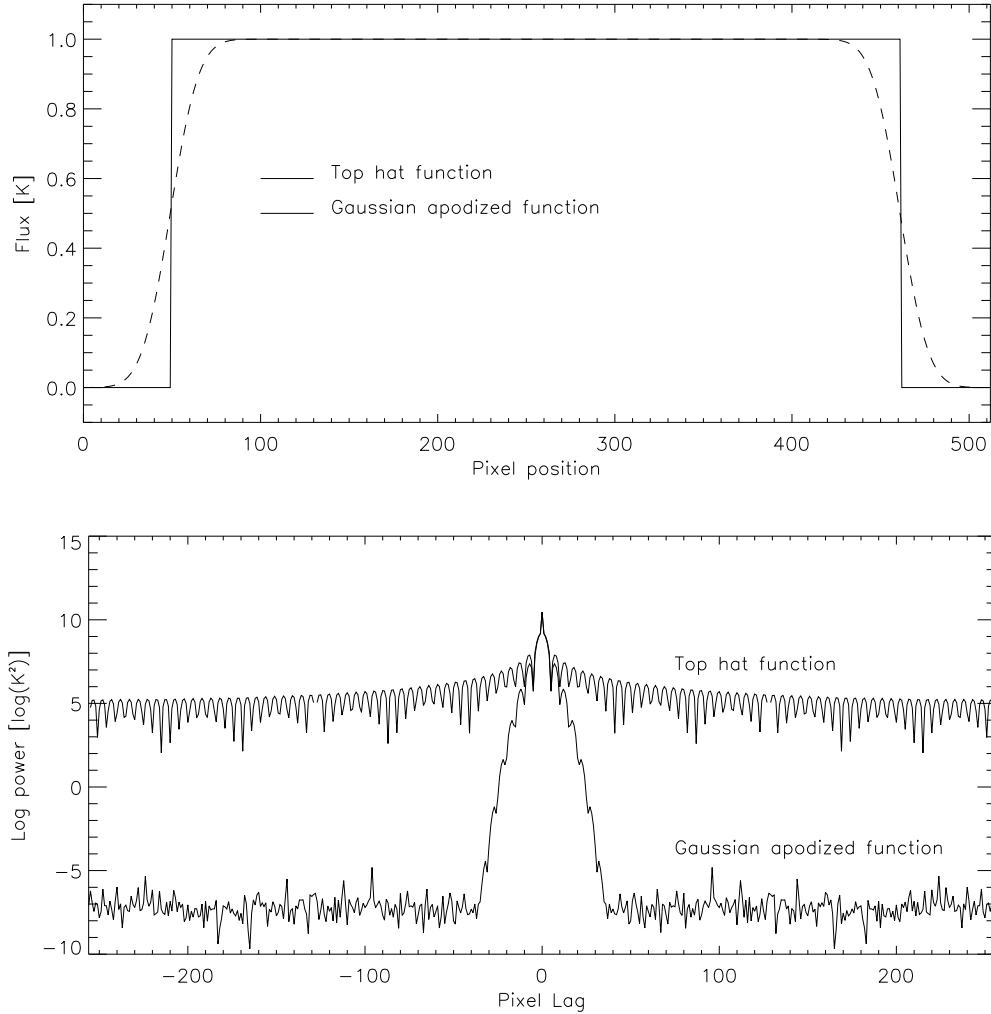 1.0
0.8
0.6
0.4
0.2
0.0
Flux [K]
Top hat function
Gaussian apodized function
0 100 200 300 400 500
Pixel position
15
10
5
0
−5
−10
Log power [log(K²)]
Top hat function
Gaussian apodized function
−200 −100 0 100 200
Pixel Lag